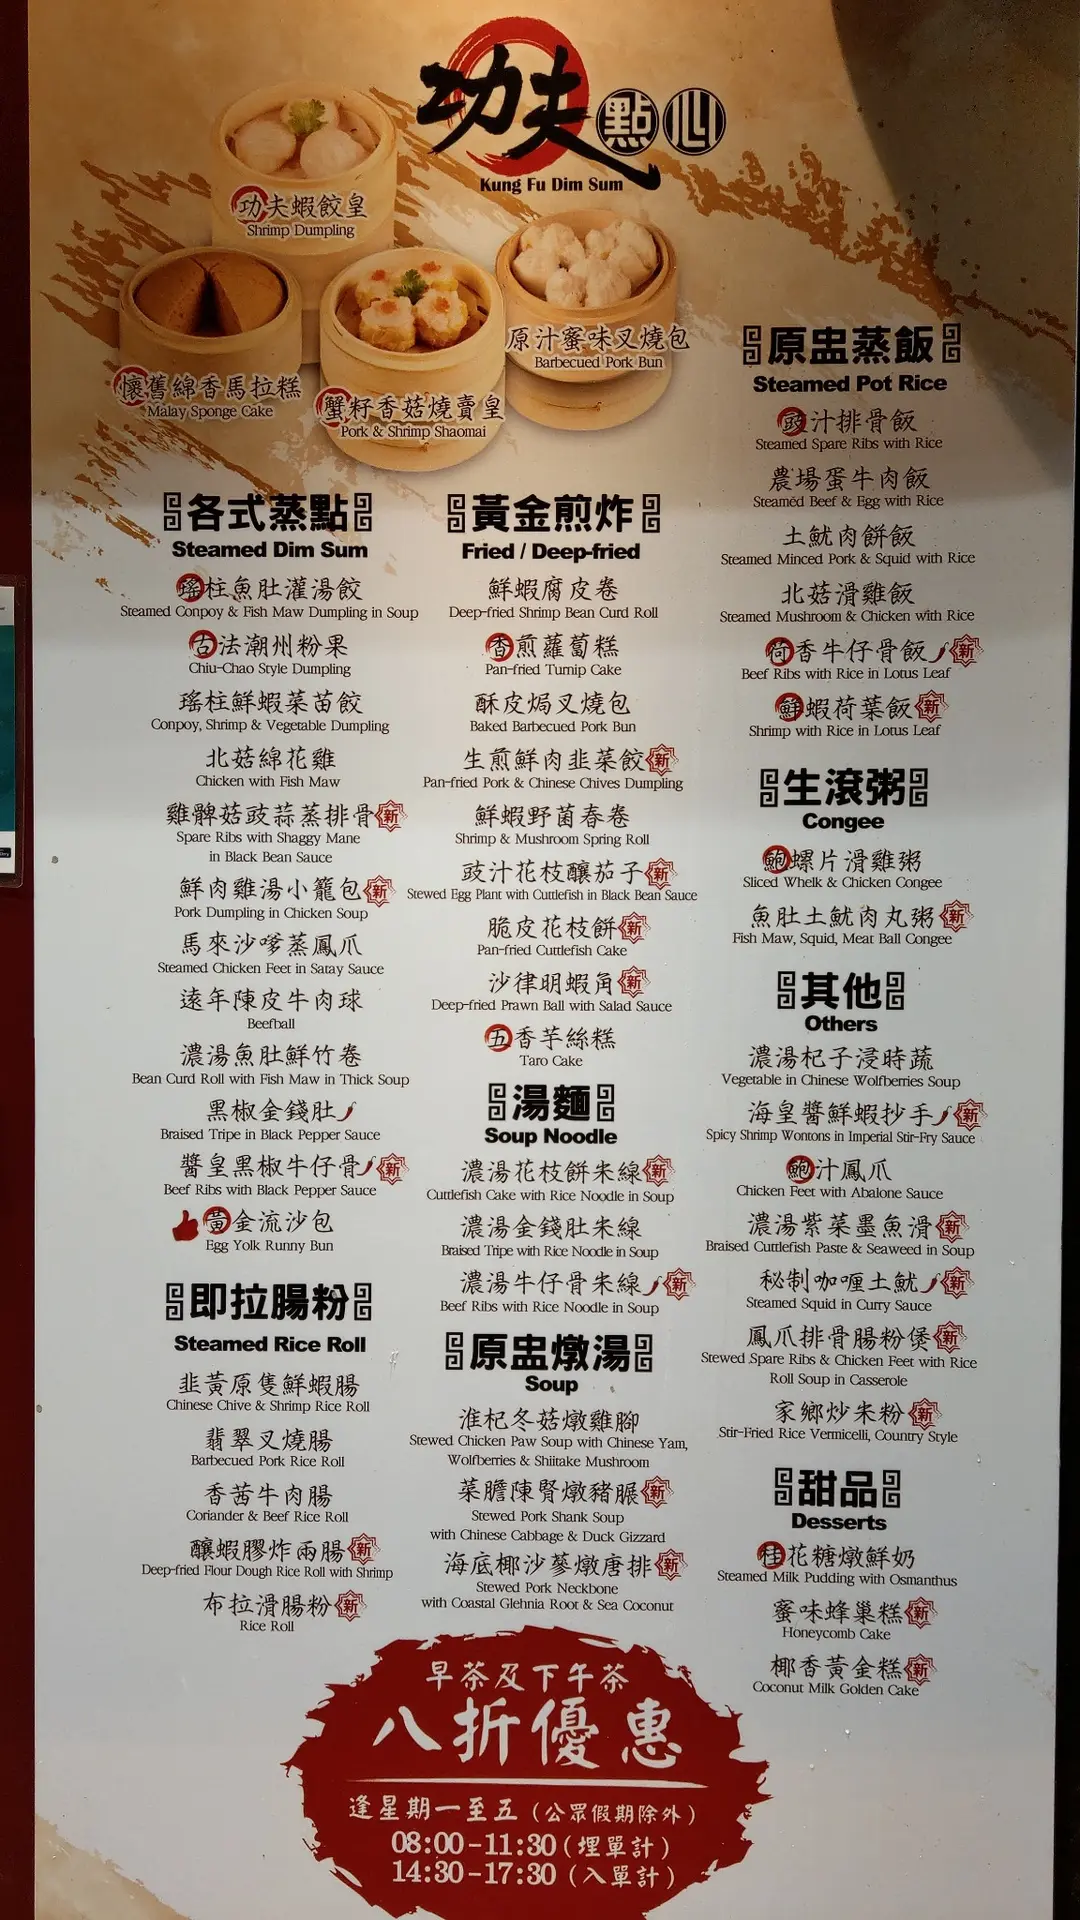 功夫點心
Kung Fu Dim Sum
功夫蝦餃皇
Shrimp Dumpling
原汁蜜味叉燒包
Barbecued Pork Bun
懷舊綿香馬拉糕
Malay Sponge Cake
蟹籽香菇燒賣皇
Pork & Shrimp Shaomai
各式蒸點
Steamed Dim Sum
瑤柱魚肚灌湯餃
Steamed Conpoy & Fish Maw Dumpling in Soup
古法潮州粉果
Chiu-Chao Style Dumpling
瑤柱鮮蝦菜苗餃
Conpoy, Shrimp & Vegetable Dumpling
北菇綿花雞
Chicken with Fish Maw
雞髀菇豉蒜蒸排骨 新
Spare Ribs with Shaggy Mane
in Black Bean Sauce
鮮肉雞湯小籠包 新
Pork Dumpling in Chicken Soup
馬來沙嗲蒸鳳爪
Steamed Chicken Feet in Satay Sauce
遠年陳皮牛肉球
Beefball
濃湯魚肚鮮竹卷
Bean Curd Roll with Fish Maw in Thick Soup
黑椒金錢肚
Braised Tripe in Black Pepper Sauce
醬皇黑椒牛仔骨 新
Beef Ribs with Black Pepper Sauce
黃金流沙包
Egg Yolk Runny Bun
即拉腸粉
Steamed Rice Roll
韭黃原隻鮮蝦腸
Chinese Chive & Shrimp Rice Roll
翡翠叉燒腸
Barbecued Pork Rice Roll
香茜牛肉腸
Coriander & Beef Rice Roll
釀蝦膠炸兩腸 新
Deep-fried Flour Dough Rice Roll with Shrimp
布拉滑腸粉 新
Rice Roll
黃金煎炸
Fried / Deep-fried
鮮蝦腐皮卷
Deep-fried Shrimp Bean Curd Roll
香煎蘿蔔糕
Pan-fried Turnip Cake
酥皮焗叉燒包
Baked Barbecued Pork Bun
生煎鮮肉韭菜餃 新
Pan-fried Pork & Chinese Chives Dumpling
鮮蝦野菌春卷
Shrimp & Mushroom Spring Roll
豉汁花枝釀茄子 新
Stewed Egg Plant with Cuttlefish in Black Bean Sauce
脆皮花枝餅 新
Pan-fried Cuttlefish Cake
沙律明蝦角 新
Deep-fried Prawn Ball with Salad Sauce
五香芋絲糕
Taro Cake
湯麵
Soup Noodle
濃湯花枝餅米線 新
Cuttlefish Cake with Rice Noodle in Soup
濃湯金錢肚米線
Braised Tripe with Rice Noodle in Soup
濃湯牛仔骨米線 新
Beef Ribs with Rice Noodle in Soup
原盅燉湯
Soup
淮杞冬菇燉雞腳
Stewed Chicken Paw Soup with Chinese Yam,
Wolfberries & Shiitake Mushroom
菜膽陳腎燉豬𦟌 新
Stewed Pork Shank Soup
with Chinese Cabbage & Duck Gizzard
海底椰沙蔘燉唐排 新
Stewed Pork Neckbone
with Coastal Glehnia Root & Sea Coconut
原盅蒸飯
Steamed Pot Rice
豉汁排骨飯
Steamed Spare Ribs with Rice
農場蛋牛肉飯
Steamed Beef & Egg with Rice
土魷肉餅飯
Steamed Minced Pork & Squid with Rice
北菇滑雞飯
Steamed Mushroom & Chicken with Rice
荷香牛仔骨飯 新
Beef Ribs with Rice in Lotus Leaf
鮮蝦荷葉飯 新
Shrimp with Rice in Lotus Leaf
生滾粥
Congee
鮑螺片滑雞粥
Sliced Whelk & Chicken Congee
魚肚土魷肉丸粥 新
Fish Maw, Squid, Meat Ball Congee
其他
Others
濃湯杞子浸時蔬
Vegetable in Chinese Wolfberries Soup
海皇醬鮮蝦抄手 新
Spicy Shrimp Wontons in Imperial Stir-Fry Sauce
鮑汁鳳爪
Chicken Feet with Abalone Sauce
濃湯紫菜墨魚滑 新
Braised Cuttlefish Paste & Seaweed in Soup
秘制咖喱土魷 新
Steamed Squid in Curry Sauce
鳳爪排骨腸粉煲 新
Stewed Spare Ribs & Chicken Feet with Rice
Roll Soup in Casserole
家鄉炒米粉 新
Stir-Fried Rice Vermicelli, Country Style
甜品
Desserts
桂花糖燉鮮奶
Steamed Milk Pudding with Osmanthus
蜜味蜂巢糕 新
Honeycomb Cake
椰香黃金糕 新
Coconut Milk Golden Cake
早茶及下午茶
八折優惠
逢星期一至五（公眾假期除外）
08:00-11:30（埋單計）
14:30-17:30（入單計）